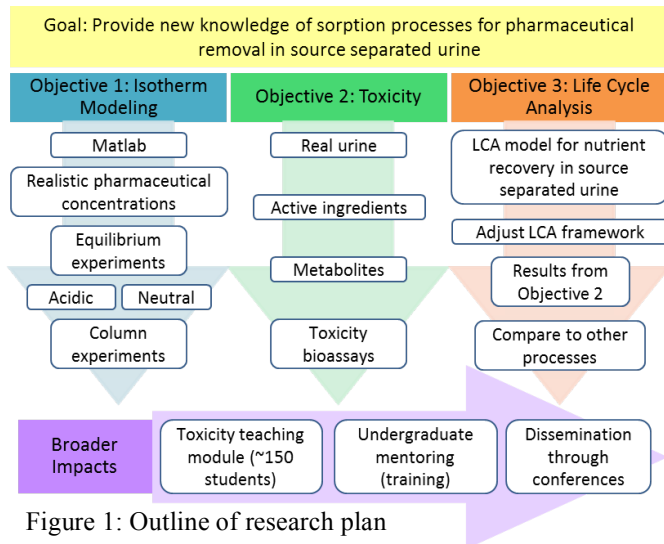 Goal: Provide new knowledge of sorption processes for pharmaceutical
removal in source separated urine
Objective 1: Isotherm
Modeling
Matlab
Realistic pharmaceutical
concentrations
Equilibrium
experiments
Acidic
Neutral
Column
experiments
Objective 2: Toxicity
Real urine
Active ingredients
Metabolites
Toxicity
bioassays
Objective 3: Life Cycle
Analysis
LCA model for nutrient
recovery in source
separated urine
Adjust LCA framework
Results from
Objective 2
Compare to other
processes
Broader
Impacts
Toxicity teaching
module (~150
students)
Undergraduate
mentoring
(training)
Dissemination
through
conferences
Figure 1: Outline of research plan